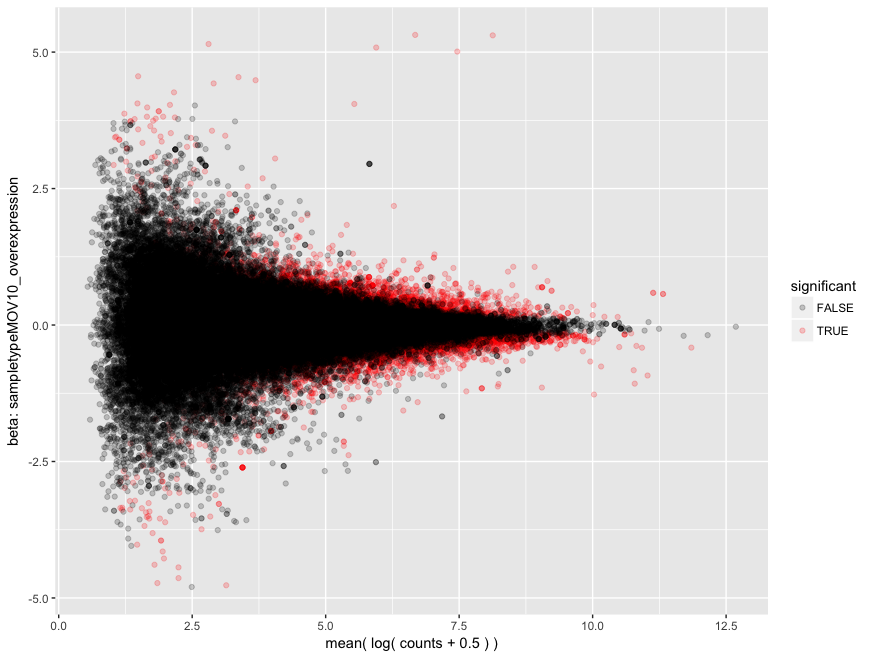 5.0
2.5
0.0
-2.5
-5.0
beta: sampletypeMOV10_overexpression
0.0 2.5 5.0 7.5 10.0 12.5
mean( log( counts + 0.5 ) )
significant
FALSE
TRUE